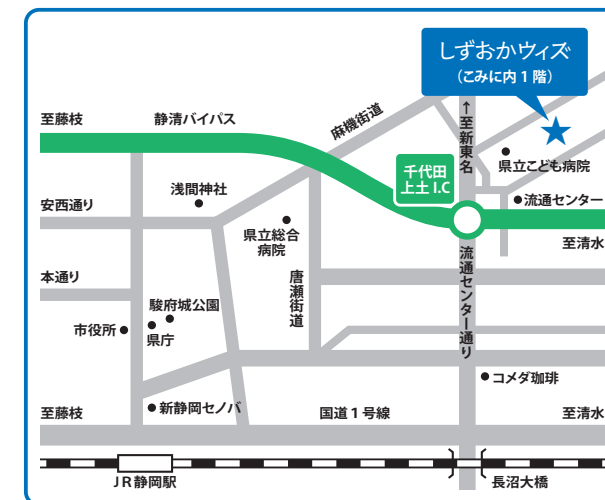 しずおかウィズ
（こみに内 1 階）
至藤枝
静清バイパス
麻機街道
↑至新東名
県立こども病院
千代田
上土 I.C
流通センター
浅間神社
安西通り
県立総合
病院
至清水
流通センター通り
本通り
唐瀬街道
駿府城公園
市役所
県庁
コメダ珈琲
至藤枝
新静岡セノバ
国道 1 号線
至清水
JR 静岡駅
長沼大橋